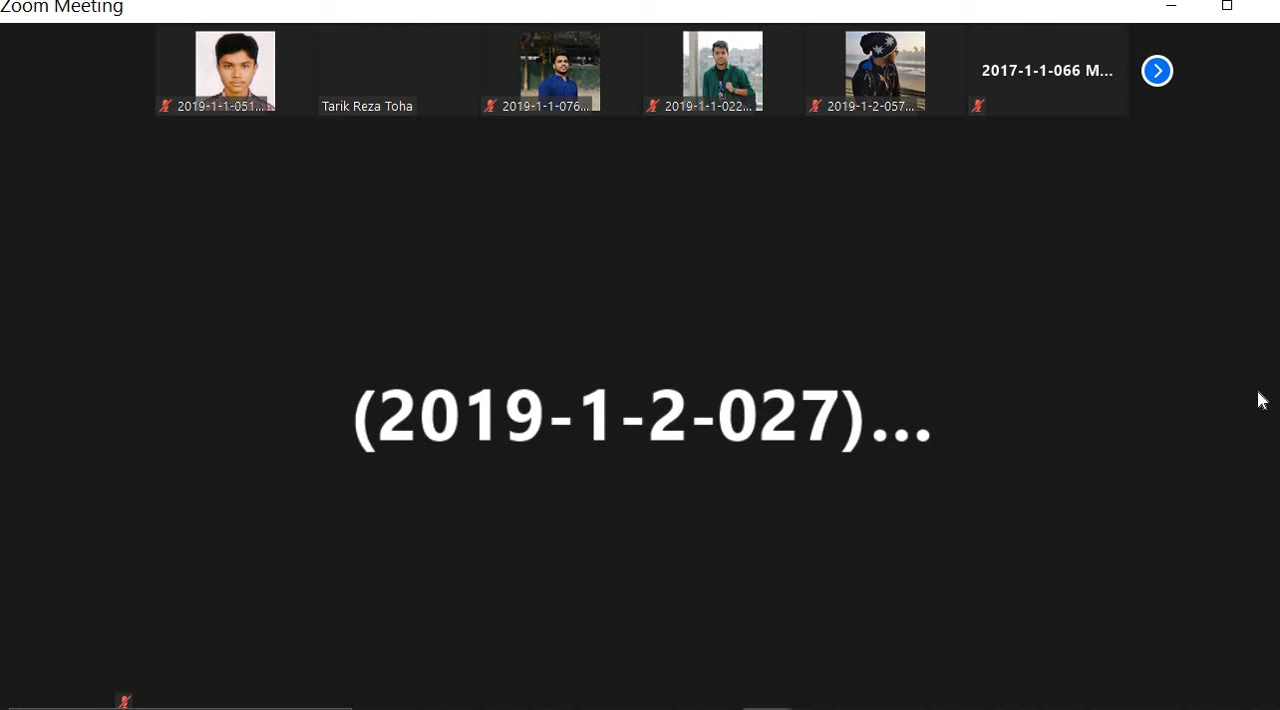 Zoom Meeting
2019-1-1-051...
Tarik Reza Toha
2019-1-1-076...
2019-1-1-022...
2019-1-2-057...
2017-1-1-066 M...
(2019-1-2-027)...